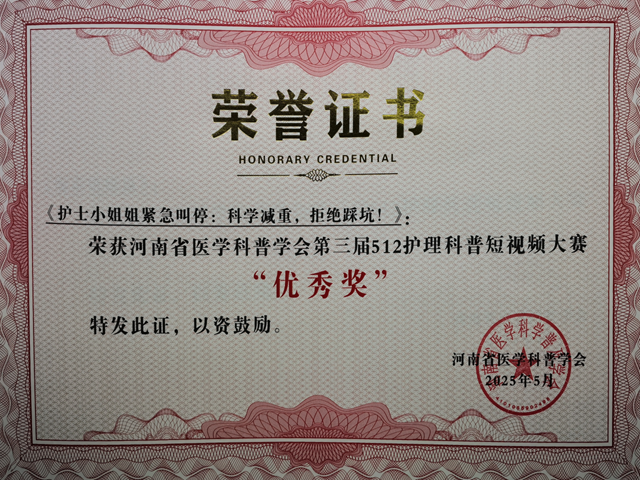 荣誉证书
HONORARY CREDENTIAL
《护士小姐姐紧急叫停：科学减重，拒绝踩坑！》：
荣获河南省医学科普学会第三届512护理科普短视频大赛
“优秀奖”
特发此证，以资鼓励。
河南省医学科普学会
2025年5月